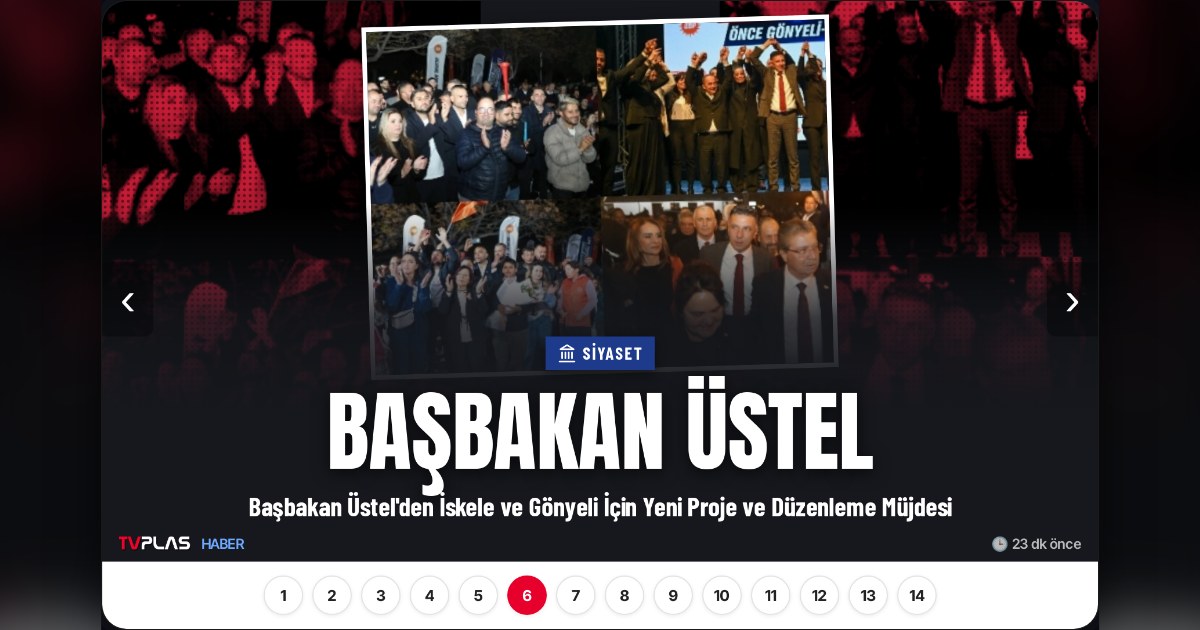 ÖNCE GÖNYELİ-
SİYASET
BAŞBAKAN ÜSTEL
Başbakan Üstel'den İskele ve Gönyeli İçin Yeni Proje ve Düzenleme Müjdesi
TVPLAS HABER
23 dk önce
1 2 3 4 5 6 7 8 9 10 11 12 13 14